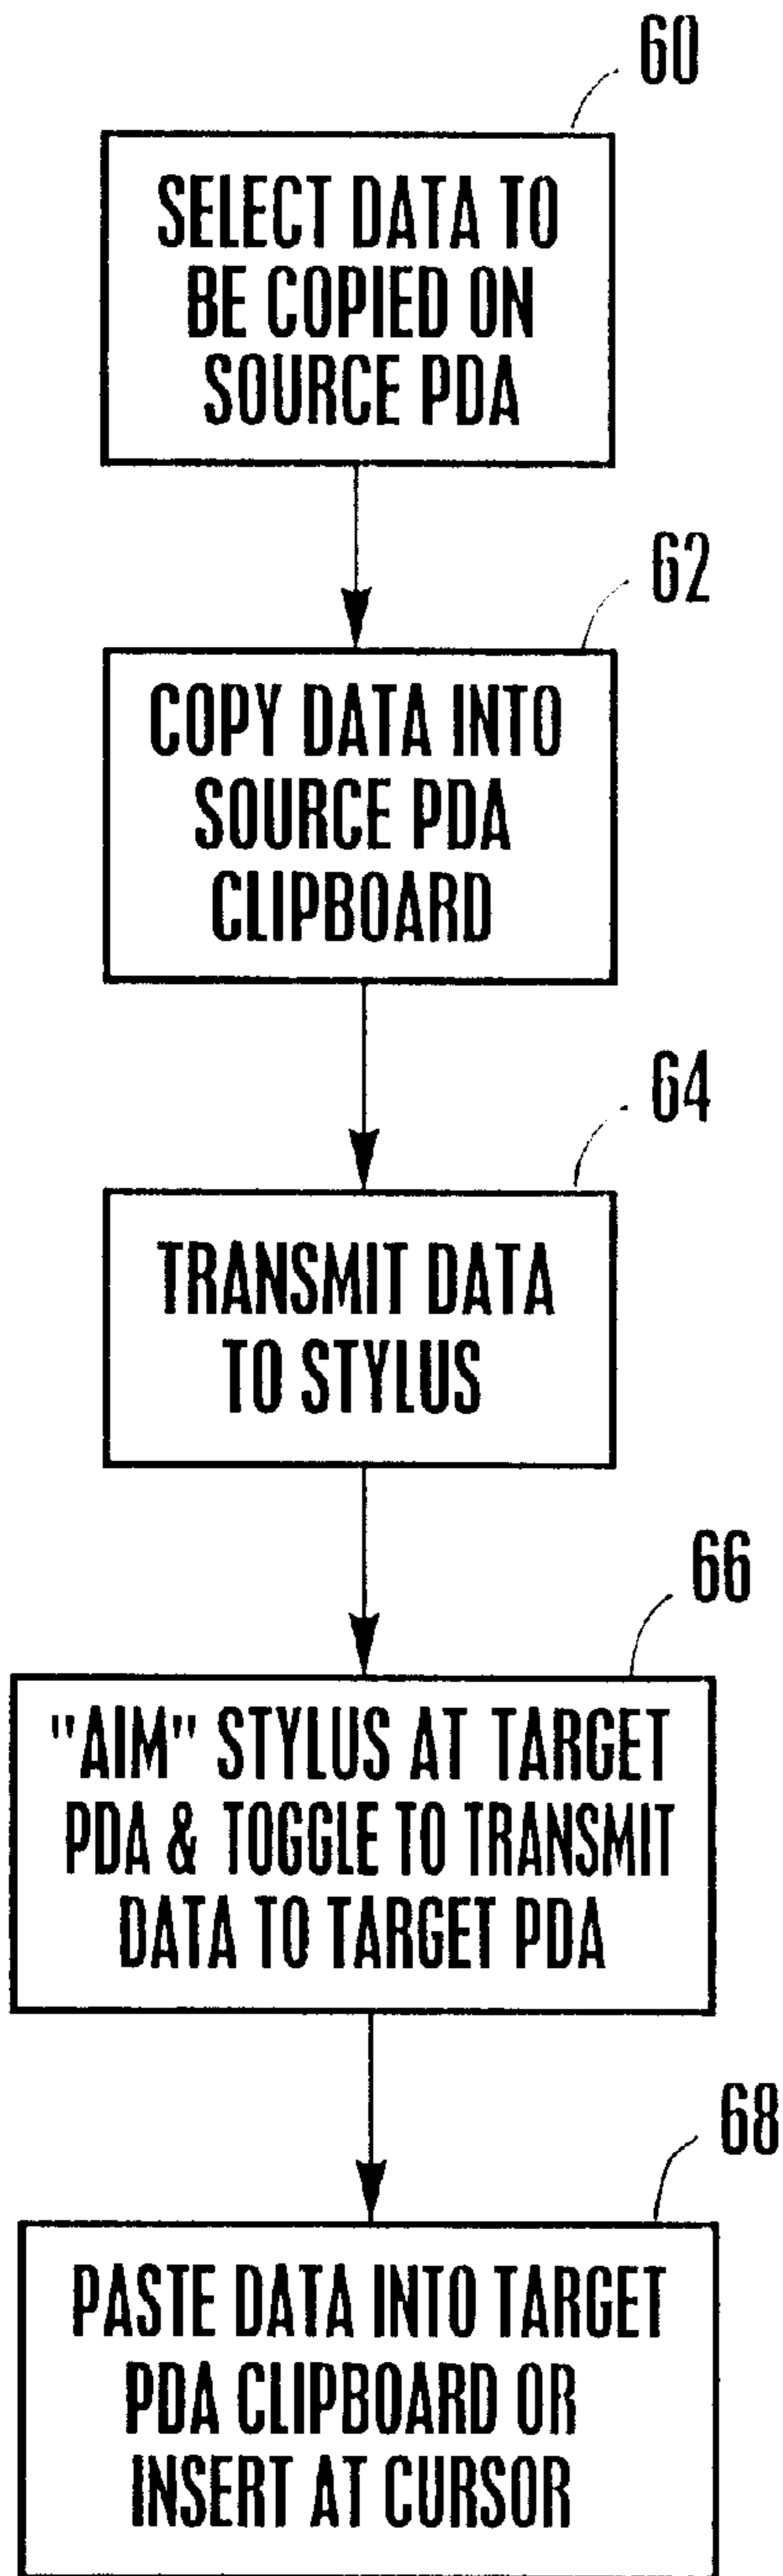 60
SELECT DATA TO
BE COPIED ON
SOURCE PDA
62
COPY DATA INTO
SOURCE PDA
CLIPBOARD
64
TRANSMIT DATA
TO STYLUS
66
"AIM" STYLUS AT TARGET
PDA & TOGGLE TO TRANSMIT
DATA TO TARGET PDA
68
PASTE DATA INTO TARGET
PDA CLIPBOARD OR
INSERT AT CURSOR